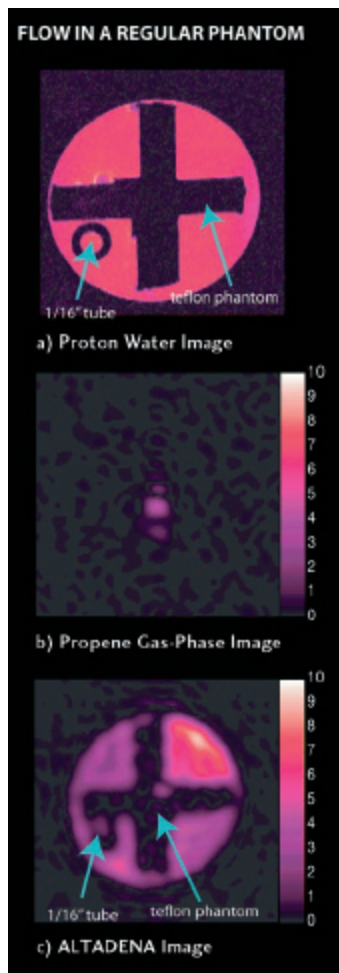 FLOW IN A REGULAR PHANTOM
1/16" tube
teflon phantom
a) Proton Water Image
10
9
8
7
6
5
4
3
2
1
0
b) Propene Gas-Phase Image
10
9
8
7
6
5
4
3
2
1
0
1/16" tube
teflon phantom
c) ALTADENA Image